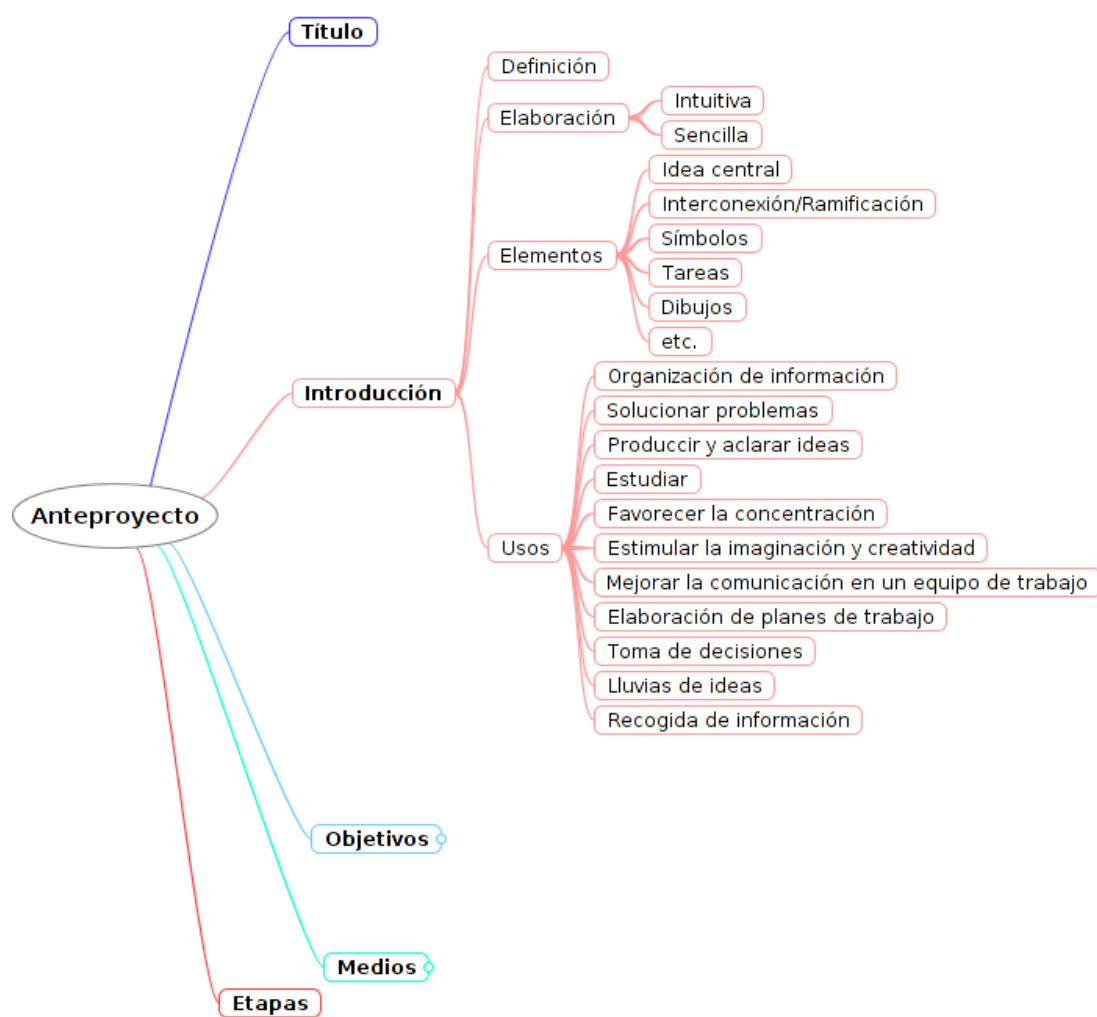 Título
Definición
Elaboración
Intuitiva
Sencilla
Elementos
Idea central
Interconexión/Ramificación
Símbolos
Tareas
Dibujos
etc.
Introducción
Usos
Organización de información
Solucionar problemas
Produccir y aclarar ideas
Estudiar
Favorecer la concentración
Estimular la imaginación y creatividad
Mejorar la comunicación en un equipo de trabajo
Elaboración de planes de trabajo
Toma de decisiones
Lluvias de ideas
Recogida de información
Anteproyecto
Objetivos
Medios
Etapas